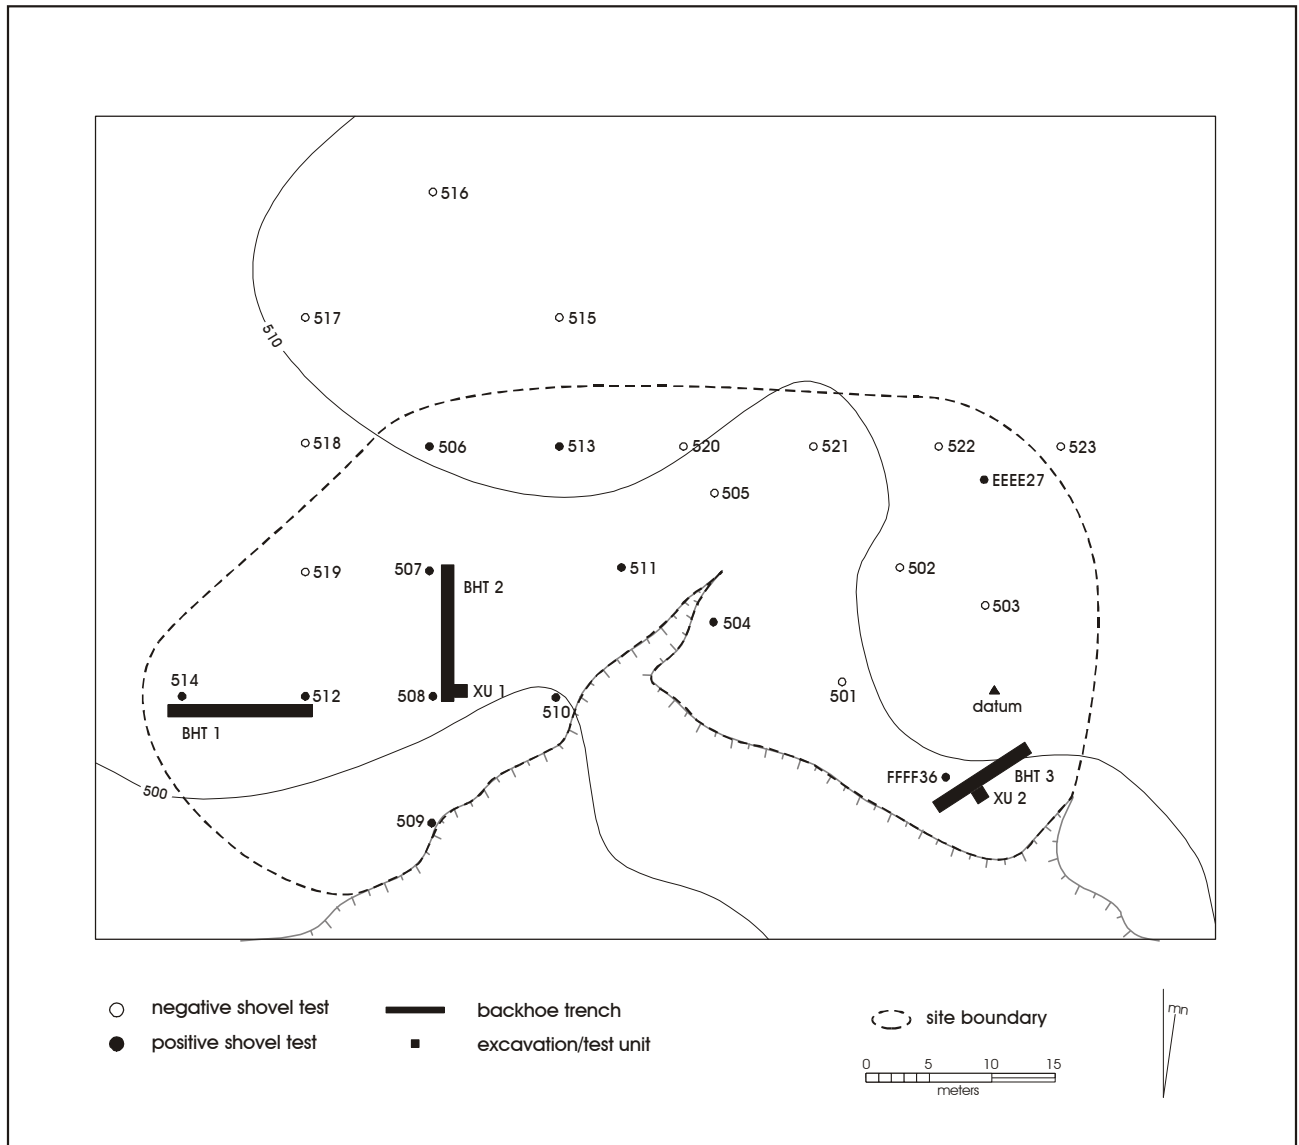 516
517
515
510
518
506
513
520
521
522
523
EEEE27
505
519
507
BHT 2
511
502
503
504
514
512
508
XU 1
510
501
datum
BHT 1
FFFF36
BHT 3
XU 2
500
509
negative shovel test
backhoe trench
positive shovel test
excavation/test unit
site boundary
0 5 10 15
meters
mn